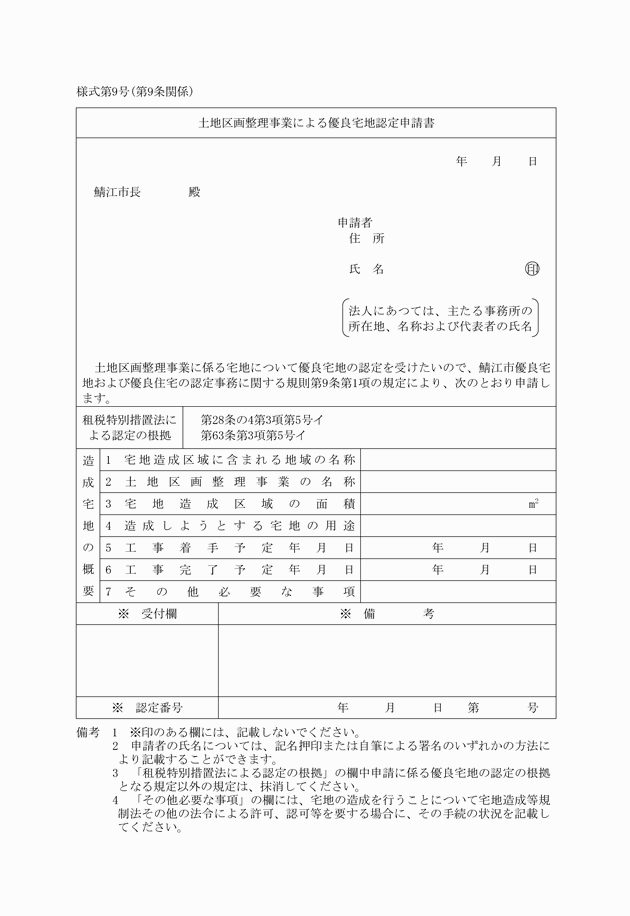 様式第9号(第9条関係)
土地区画整理事業による優良宅地認定申請書
年　月　日
鯖江市長　　　殿
申請者
住　所
氏　名　　　　　　㊞
法人にあつては、主たる事務所の
所在地、名称および代表者の氏名
土地区画整理事業に係る宅地について優良宅地の認定を受けたいので、鯖江市優良宅
地および優良住宅の認定事務に関する規則第9条第1項の規定により、次のとおり申請し
ます。
租税特別措置法に
よる認定の根拠
第28条の4第3項第5号イ
第63条第3項第5号イ
造成宅地の概要
1　宅地造成区域に含まれる地域の名称
2　土地区画整理事業の名称
3　宅地造成区域の面積　　㎡
4　造成しようとする宅地の用途
5　工事着手予定年月日　　年　月　日
6　工事完了予定年月日　　年　月　日
7　その他必要な事項
※　受付欄　　※　備　　考
※　認定番号　　年　月　日　第　　号
備考　1　※印のある欄には、記載しないでください。
2　申請者の氏名については、記名押印または自筆による署名のいずれかの方法に
より記載することができます。
3　「租税特別措置法による認定の根拠」の欄中申請に係る優良宅地の認定の根拠
となる規定以外の規定は、抹消してください。
4　「その他必要な事項」の欄には、宅地の造成を行うことについて宅地造成等規
制法その他の法令による許可、認可等を要する場合に、その手続の状況を記載し
てください。